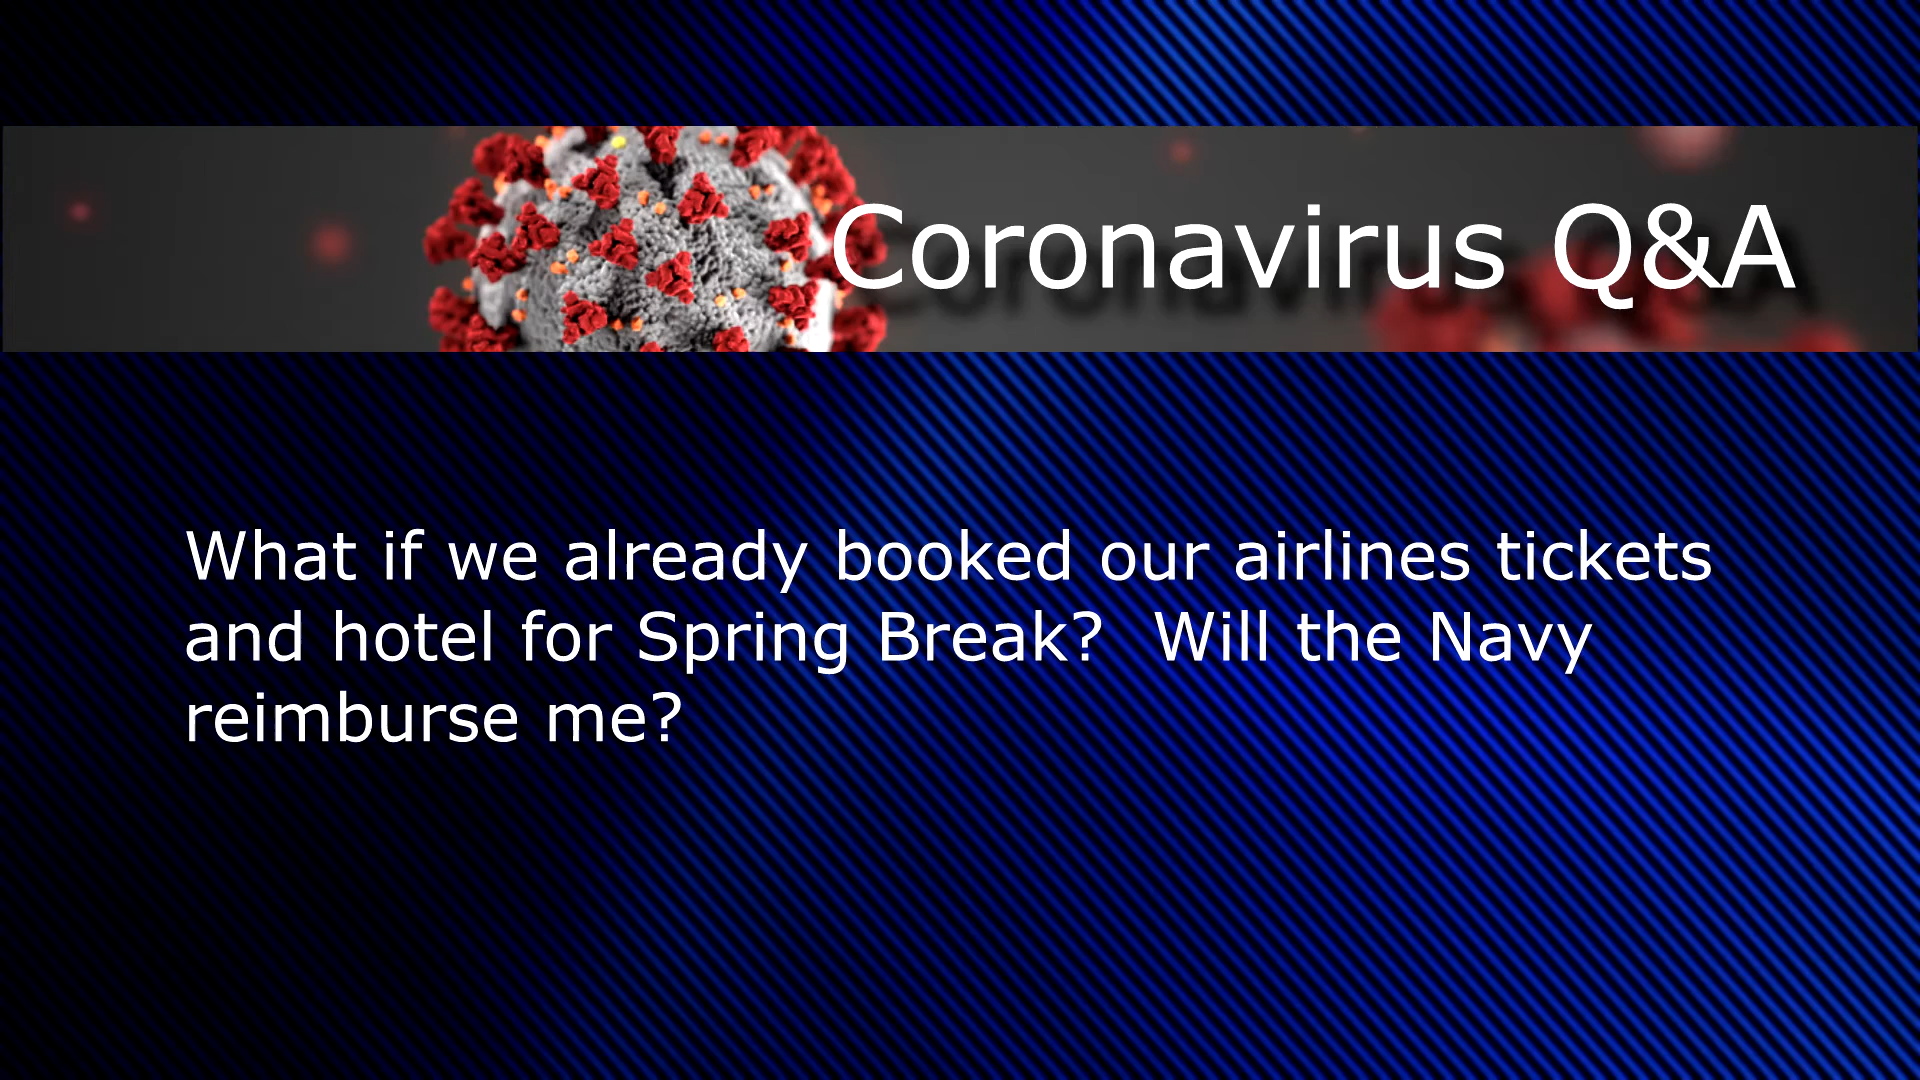 Coronavirus Q&A
What if we already booked our airlines tickets
and hotel for Spring Break?  Will the Navy
reimburse me?